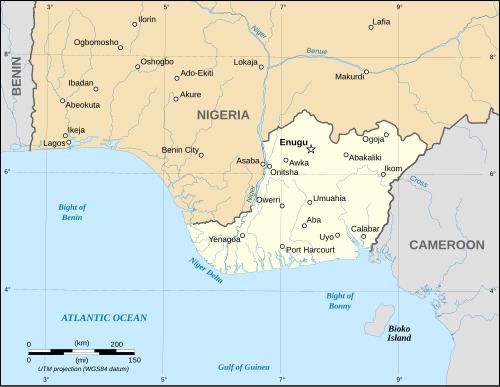 3°
5°
7°
9°
Ilorin
Lafia
Niger
Ogbomosho
Benue
8°
8°
Oshogbo
Lokaja
BENIN
Ibadan
Ado-Ekiti
Makurdi
Akure
Abeokuta
NIGERIA
Ikeja
Enugu
Ogoja
Lagos
Benin City
Abakaliki
Asaba
Awka
6°
Onitsha
Ikom
6°
Cross
Niger
Owerri
Umuahia
Bight of
Benin
Aba
Calabar
Yenagoa
Uyo
Port Harcourt
CAMEROON
Niger Delta
4°
4°
Bight of
Bonny
ATLANTIC OCEAN
Bioko
Island
0 (km) 200
0 (mi) 150
UTM projection (WGS84 datum)
Gulf of Guinea
3°
5°
7°
9°